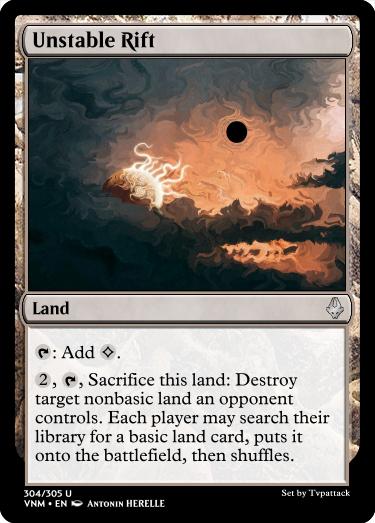 Unstable Rift
Land
: Add .
2, , Sacrifice this land: Destroy
target nonbasic land an opponent
controls. Each player may search their
library for a basic land card, puts it
onto the battlefield, then shuffles.
304/305 U
VNM • EN Antonin HERELLE
Set by Tvpattack